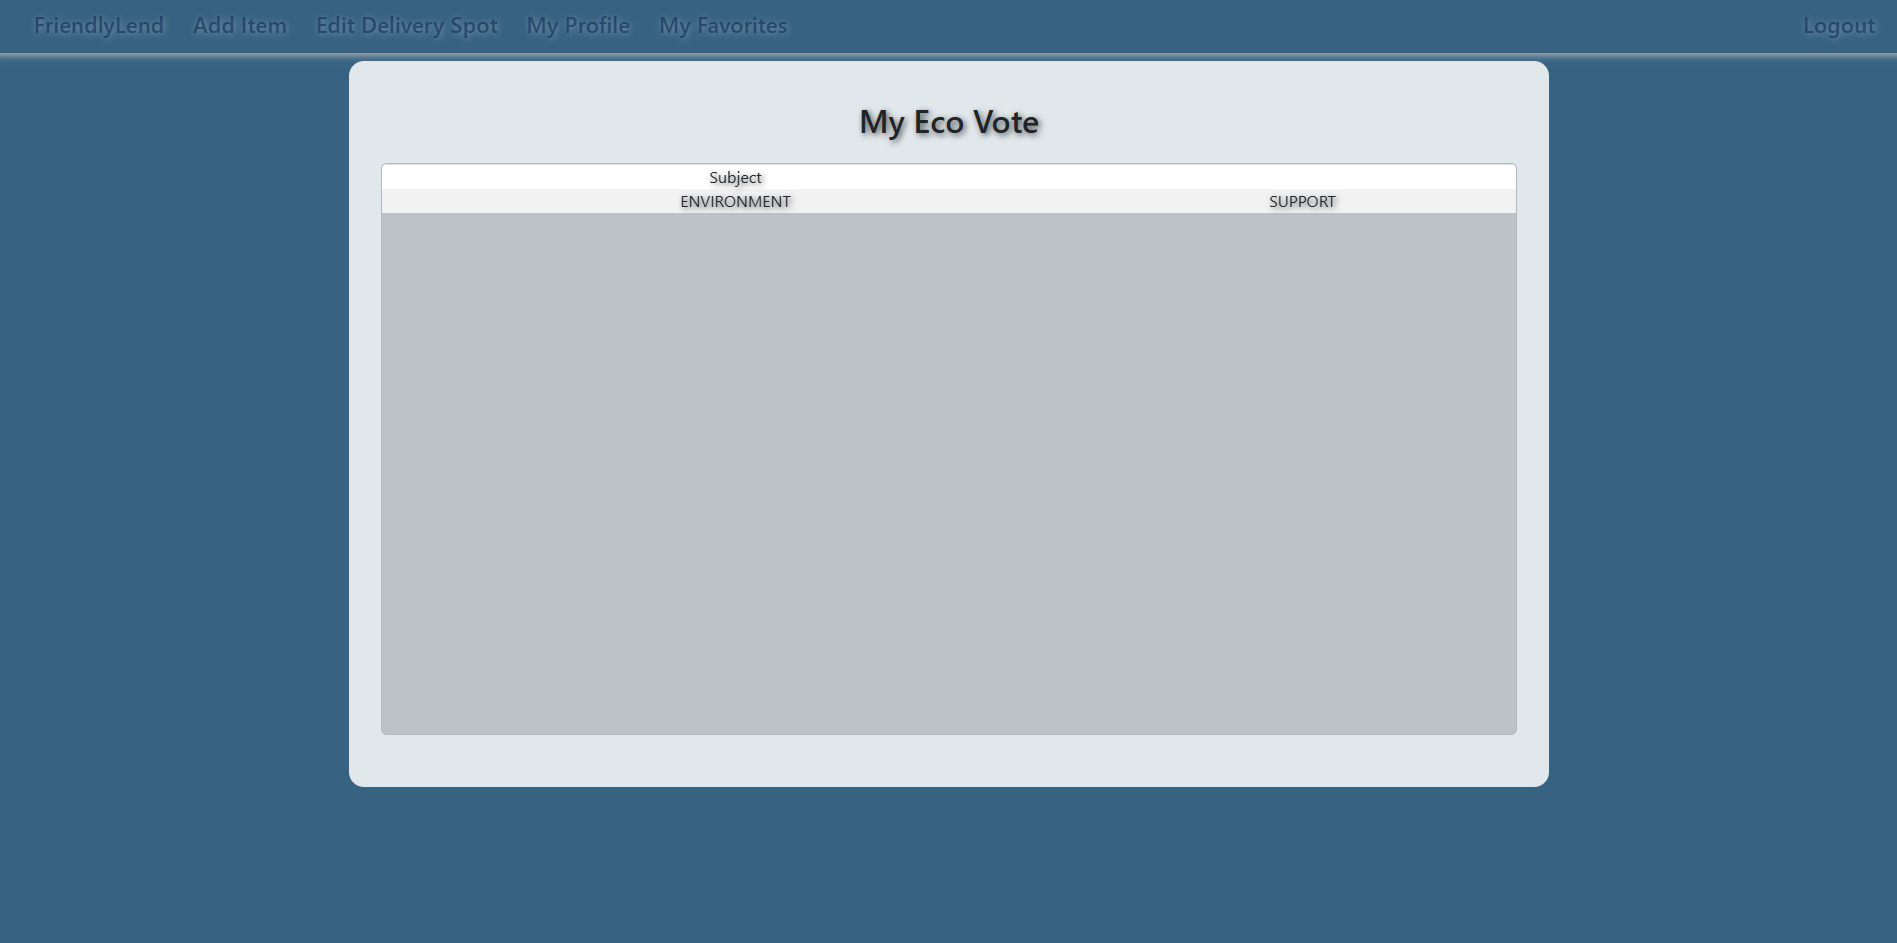 FriendlyLend Add Item Edit Delivery Spot My Profile My Favorites Logout
My Eco Vote
Subject
ENVIRONMENT SUPPORT